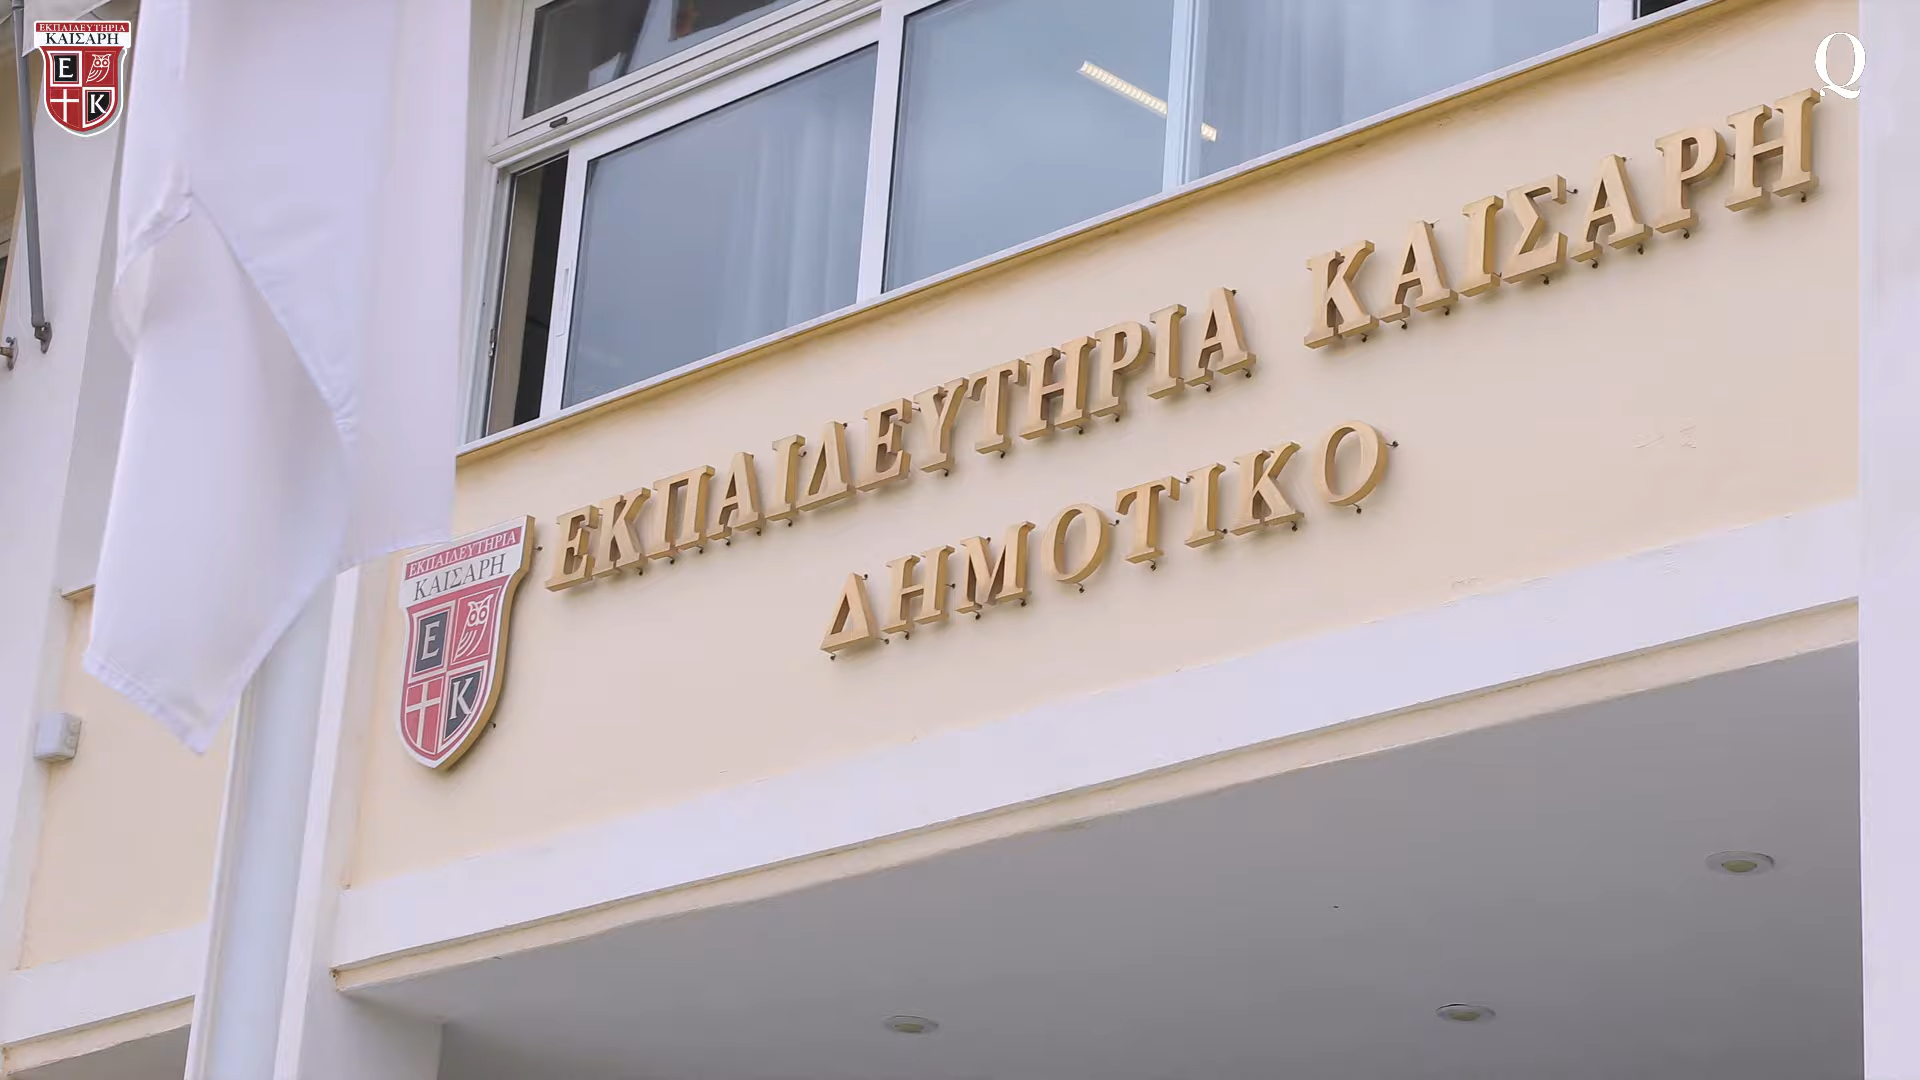 ΕΚΠΑΙΔΕΥΤΗΡΙΑ
ΚΑΙΣΑΡΗ
Ε
Κ
Q
ΕΚΠΑΙΔΕΥΤΗΡΙΑ ΚΑΙΣΑΡΗ
ΔΗΜΟΤΙΚΟ
ΕΚΠΑΙΔΕΥΤΗΡΙΑ
ΚΑΙΣΑΡΗ
Ε
Κ